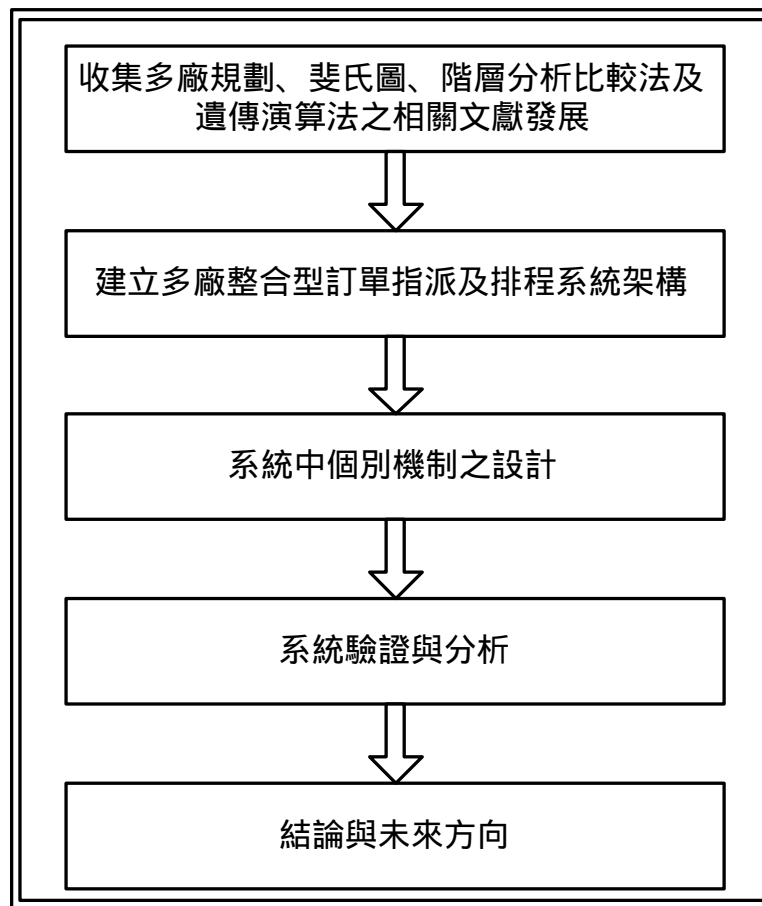 收集多廠規劃、斐氏圖、階層分析比較法及
遺傳演算法之相關文獻發展
建立多廠整合型訂單指派及排程系統架構
系統中個別機制之設計
系統驗證與分析
結論與未來方向